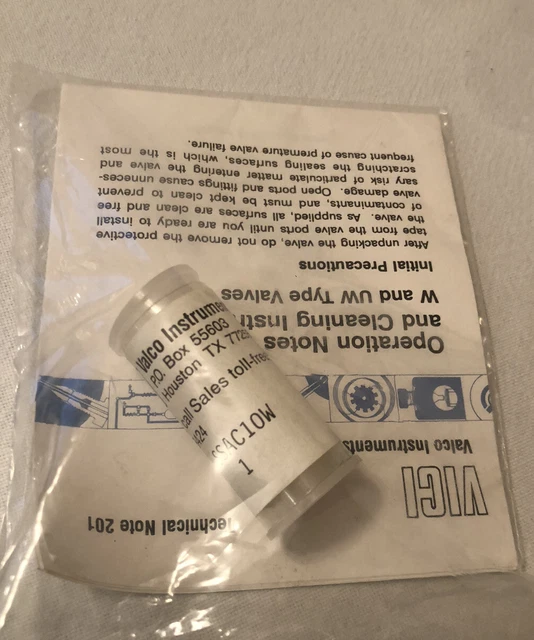 VICI
Valco Instruments
Technical Note 201
Operation Notes
and Cleaning
W and UW Type Valves
Initial Precautions
After unpacking the valve, do not remove the protective
tape from the valve ports until you are ready to install
the valve. As supplied, all surfaces are clean and free
of contaminants, and must be kept clean to prevent
valve damage. Open ports and fittings cause unneces-
sary risk of particulate matter entering the valve and
scratching the sealing surfaces, which is the most
frequent cause of premature valve failure.
Valco Instrume
P.O. Box 55603
Houston TX 772
Call Sales toll-free
AC10W
1